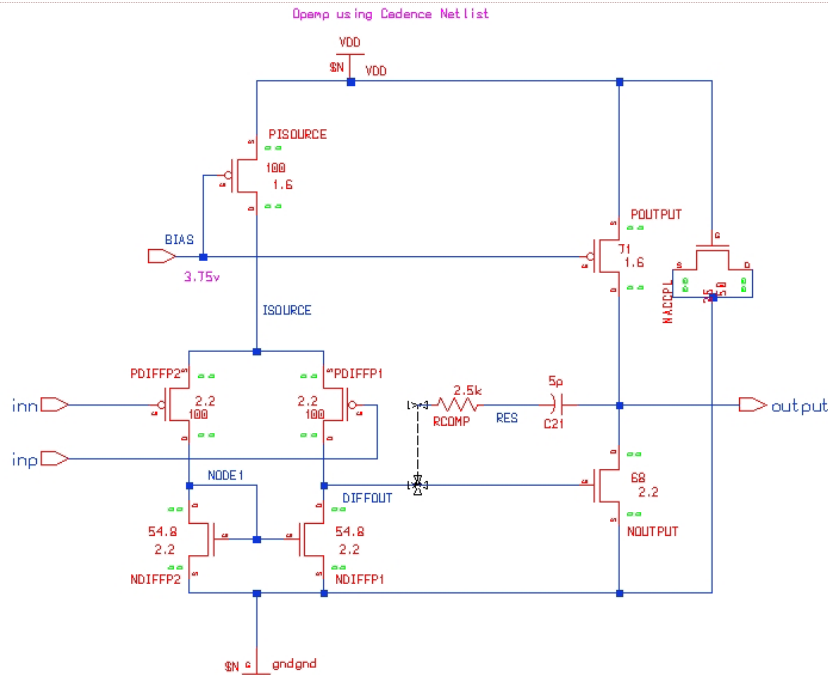 Opamp using Cadence Netlist
VDD
$N VDD
S PISOURCE
100
G 1.6
D
BIAS
3.75v
S POUTPUT
71
G 1.6
D
G
S D
NACCPL
ISOURCE
PDIFFP2 S S PDIFFP1
inn
G 2.2 2.2 G
100 100
D D
5p
2.5k
RCOMP RES C21
output
inp
NODE1
DIFFOUT
D
68
G 2.2
S NOUTPUT
D D
54.8 54.8
2.2 G G 2.2
NDIFFP2 S S NDIFFP1
$N G gndgnd